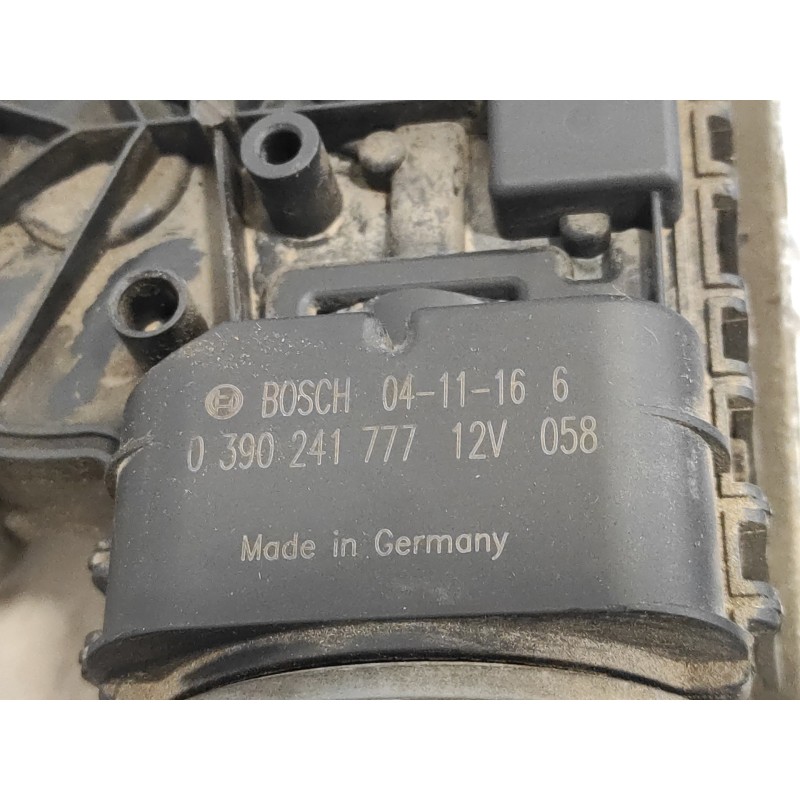 BOSCH 04-11-16 6
0 390 241 777 12V 058
Made in Germany